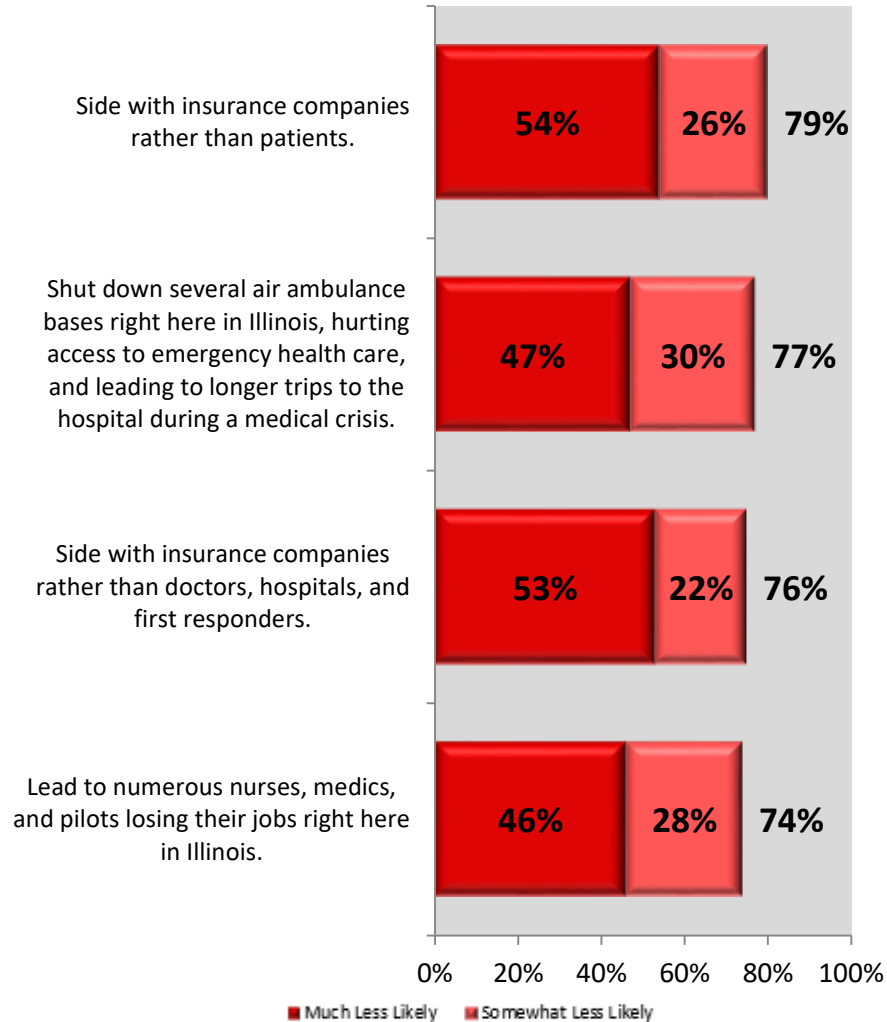 Side with insurance companies
rather than patients.
54% 26% 79%
Shut down several air ambulance
bases right here in Illinois, hurting
access to emergency health care,
and leading to longer trips to the
hospital during a medical crisis.
47% 30% 77%
Side with insurance companies
rather than doctors, hospitals, and
first responders.
53% 22% 76%
Lead to numerous nurses, medics,
and pilots losing their jobs right here
in Illinois.
46% 28% 74%
0% 20% 40% 60% 80% 100%
Much Less Likely Somewhat Less Likely